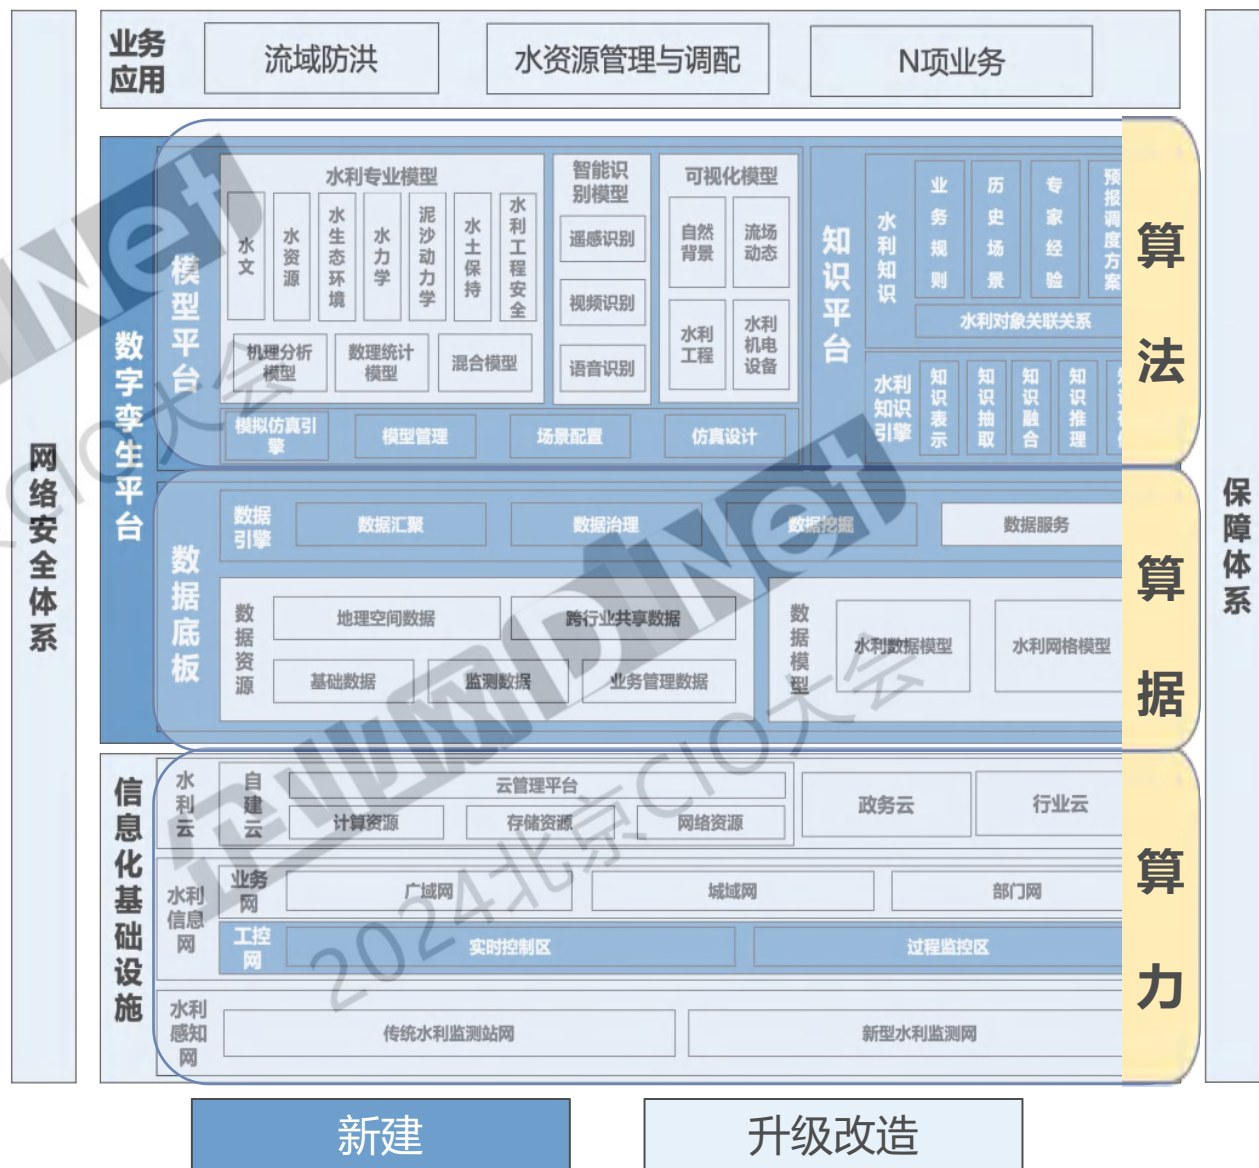 业务
应用
流域防洪
水资源管理与调配
N项业务
网络安全体系
保障体系
数字孪生平台
模型平台
水利专业模型
水文
水资源
水生态环境
水力学
泥沙动力学
水土保持
水利工程安全
机理分析
模型
数理统计
模型
混合模型
智能识
别模型
遥感识别
视频识别
语音识别
可视化模型
自然
背景
流场
动态
水利
工程
水利
机电
设备
模拟仿真引
擎
模型管理
场景配置
仿真设计
知识平台
水利知识
业务规则
历史场景
专家经验
预报调度方案
水利对象关联关系
水利
知识
引擎
知识表示
知识抽取
知识融合
知识推理
算法
数据底板
数据
引擎
数据汇聚
数据治理
数据挖掘
数据服务
数据资源
地理空间数据
跨行业共享数据
基础数据
监测数据
业务管理数据
数据模型
水利数据模型
水利网格模型
算据
信息化基础设施
水利云
自建云
云管理平台
计算资源
存储资源
网络资源
政务云
行业云
水利
信息
网
业务
网
广域网
城域网
部门网
工控
网
实时控制区
过程监控区
水利
感知
网
传统水利监测站网
新型水利监测网
算力
新建
升级改造
企业网D1Net
2024北京CIO大会